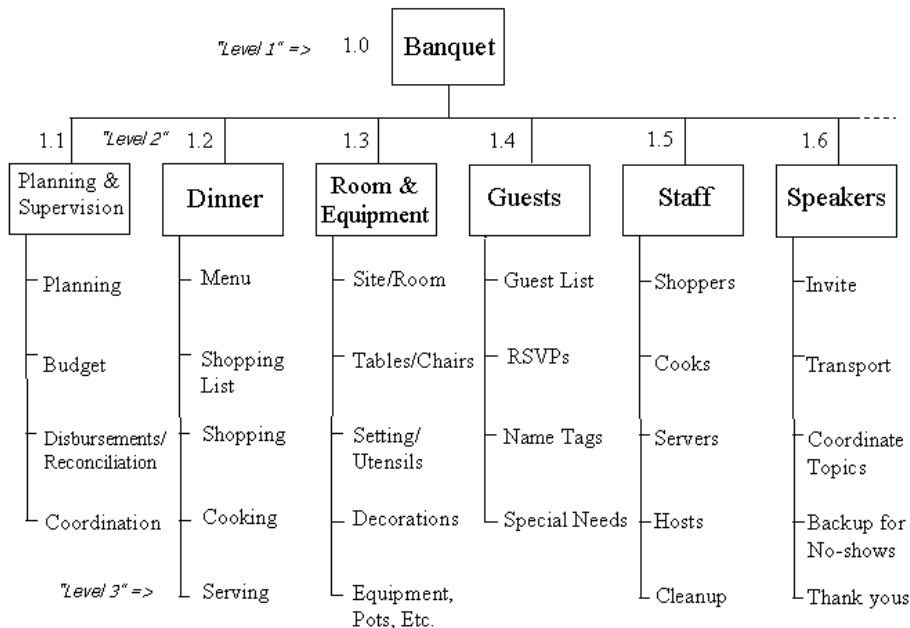 "Level 1" => 1.0 Banquet
1.1 "Level 2" 1.2 1.3 1.4 1.5 1.6
Planning &
Supervision
Dinner
Room &
Equipment
Guests
Staff
Speakers
Planning
Budget
Disbursements/
Reconciliation
Coordination
Menu
Shopping
List
Shopping
Cooking
"Level 3" => Serving
Site/Room
Tables/Chairs
Setting/
Utensils
Decorations
Equipment,
Pots, Etc.
Guest List
RSVPs
Name Tags
Special Needs
Shoppers
Cooks
Servers
Hosts
Cleanup
Invite
Transport
Coordinate
Topics
Backup for
No-shows
Thank yous